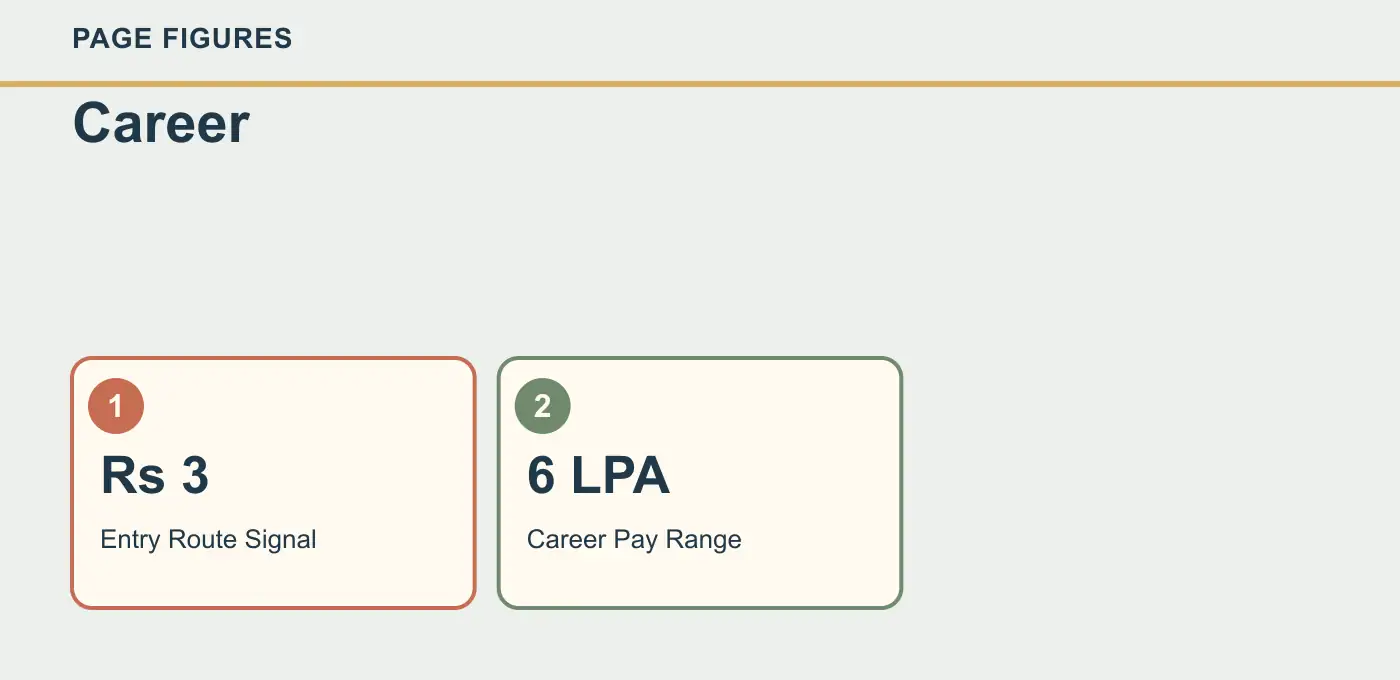 PAGE FIGURES
Career
1
Rs 3
Entry Route Signal
2
6 LPA
Career Pay Range